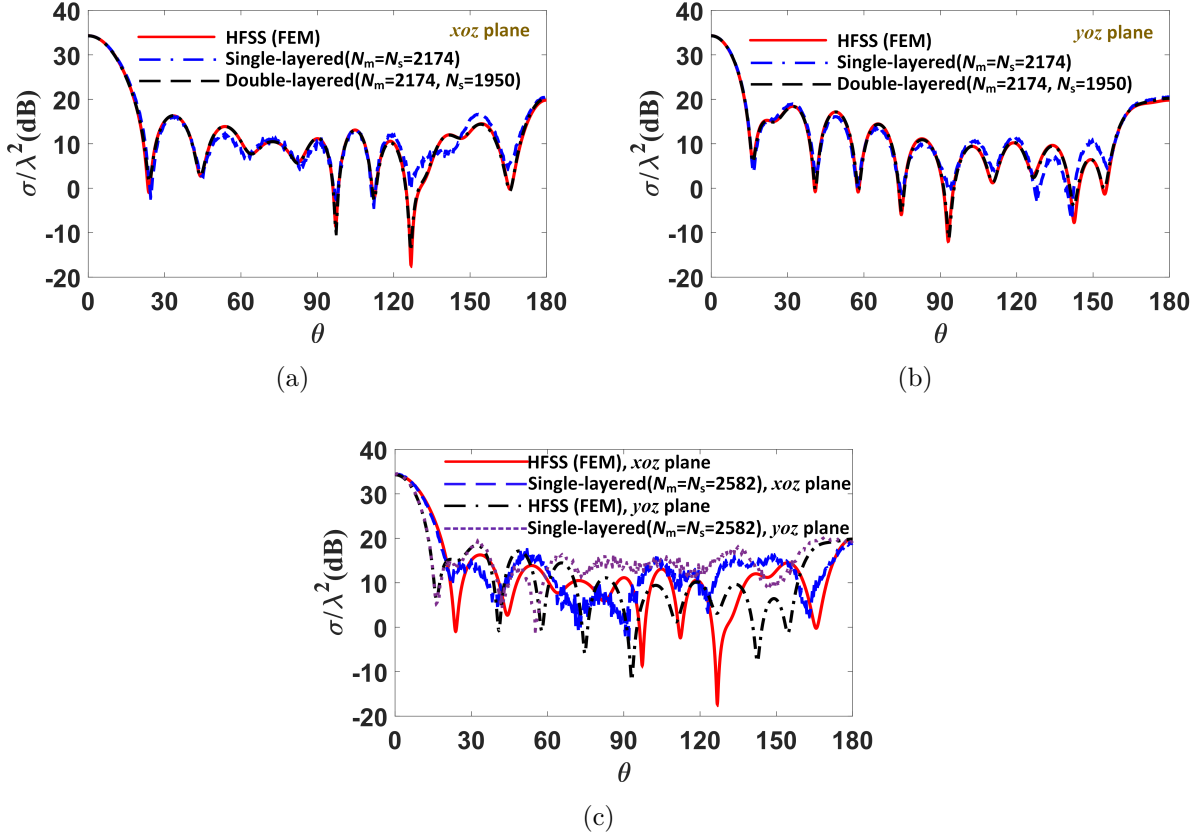 40
30
20
10
0
-10
-20
0 30 60 90 120 150 180
σ/λ²(dB)
θ
xoz plane
HFSS (FEM)
Single-layered(Nm=Ns=2174)
Double-layered(Nm=2174, Ns=1950)
(a)
40
30
20
10
0
-10
-20
0 30 60 90 120 150 180
σ/λ²(dB)
θ
yoz plane
HFSS (FEM)
Single-layered(Nm=Ns=2174)
Double-layered(Nm=2174, Ns=1950)
(b)
40
30
20
10
0
-10
-20
0 30 60 90 120 150 180
σ/λ²(dB)
θ
HFSS (FEM), xoz plane
Single-layered(Nm=Ns=2582), xoz plane
HFSS (FEM), yoz plane
Single-layered(Nm=Ns=2582), yoz plane
(c)